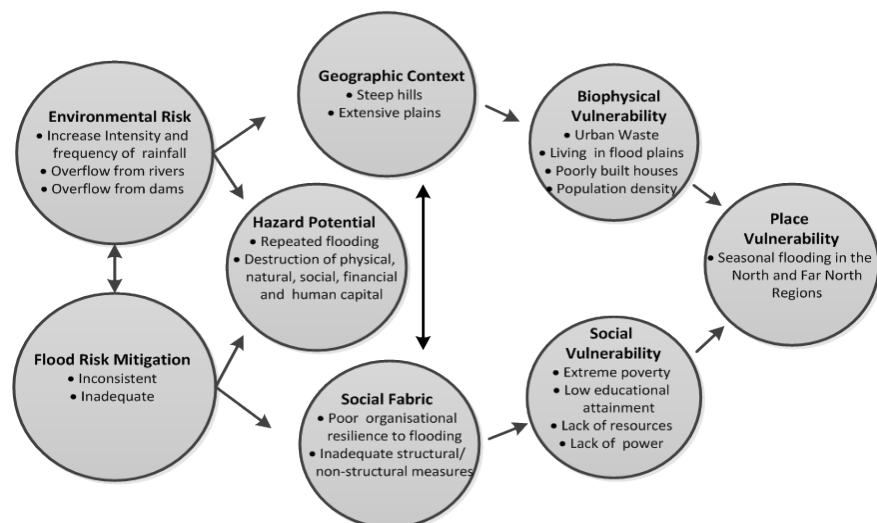 Environmental Risk
• Increase Intensity and
frequency of rainfall
• Overflow from rivers
• Overflow from dams
Flood Risk Mitigation
• Inconsistent
• Inadequate
Geographic Context
• Steep hills
• Extensive plains
Hazard Potential
• Repeated flooding
• Destruction of physical,
natural, social, financial
and human capital
Social Fabric
• Poor organisational
resilience to flooding
• Inadequate structural/
non-structural measures
Biophysical
Vulnerability
• Urban Waste
• Living in flood plains
• Poorly built houses
• Population density
Social
Vulnerability
• Extreme poverty
• Low educational
attainment
• Lack of resources
• Lack of power
Place
Vulnerability
• Seasonal flooding in the
North and Far North
Regions